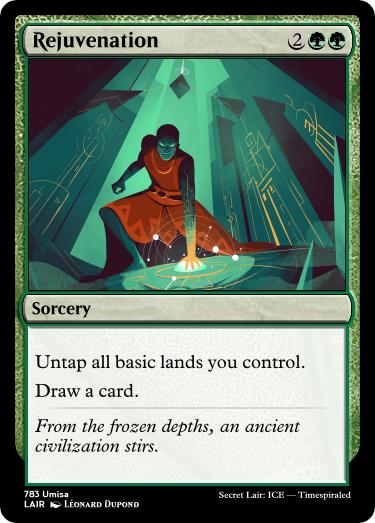 Rejuvenation 2
Sorcery
Untap all basic lands you control.
Draw a card.
From the frozen depths, an ancient
civilization stirs.
783 Umisa
LAIR Léonard Dupond
Secret Lair: ICE — Timespiraled